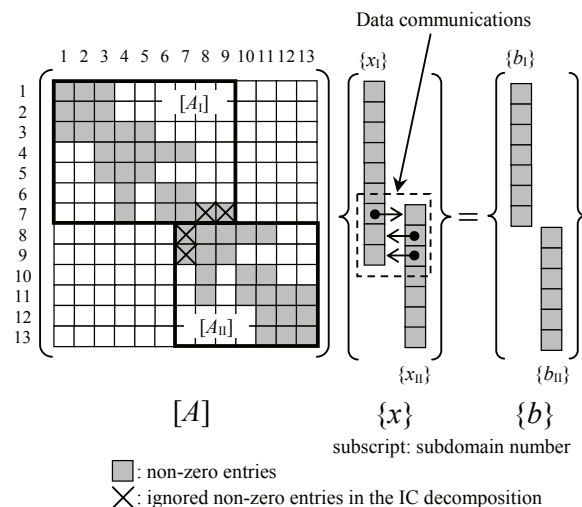 Data communications
1 2 3 4 5 6 7 8 9 10 11 12 13
{x_I}
{b_I}
1
2
3
4
5
6
7
8
9
10
11
12
13
[A_I]
[A_II]
=
{x_II}
{b_II}
[A]
{x}
{b}
subscript: subdomain number
: non-zero entries
: ignored non-zero entries in the IC decomposition